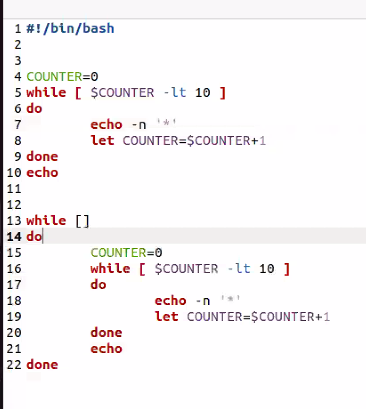 1 #!/bin/bash
2
3
4 COUNTER=0
5 while [ $COUNTER -lt 10 ]
6 do
7         echo -n '*'
8         let COUNTER=$COUNTER+1
9 done
10 echo
11
12
13 while []
14 do
15         COUNTER=0
16         while [ $COUNTER -lt 10 ]
17         do
18                 echo -n '*'
19                 let COUNTER=$COUNTER+1
20         done
21         echo
22 done